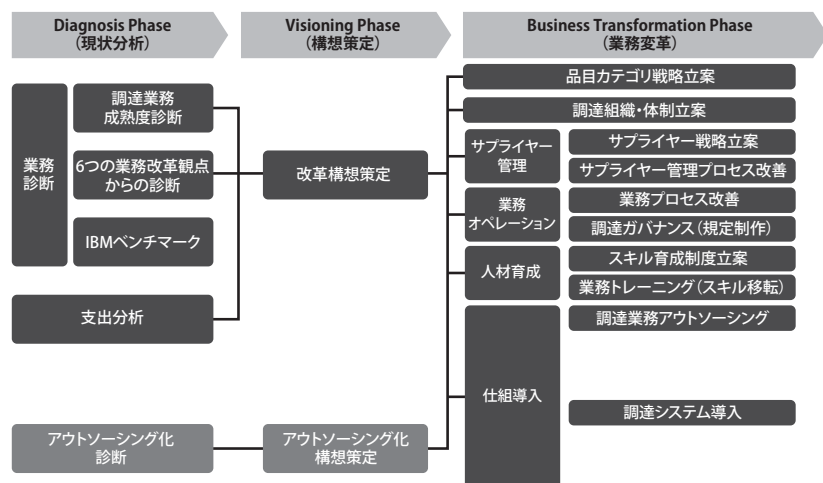 Diagnosis Phase
（現状分析）
Visioning Phase
（構想策定）
Business Transformation Phase
（業務変革）
業務
診断
調達業務
成熟度診断
6つの業務改革観点
からの診断
IBMベンチマーク
支出分析
アウトソーシング化
診断
改革構想策定
アウトソーシング化
構想策定
品目カテゴリ戦略立案
調達組織・体制立案
サプライヤー
管理
サプライヤー戦略立案
サプライヤー管理プロセス改善
業務
オペレーション
業務プロセス改善
調達ガバナンス（規定制作）
人材育成
スキル育成制度立案
業務トレーニング（スキル移転）
仕組導入
調達業務アウトソーシング
調達システム導入